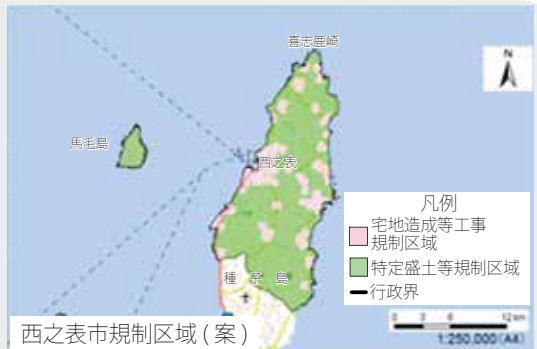 喜志鹿崎
N
馬毛島
西之表
凡例
宅地造成等工事
規制区域
特定盛土等規制区域
行政界
種子島
0 3 6 12 km
1:250,000(A4)
西之表市規制区域(案)